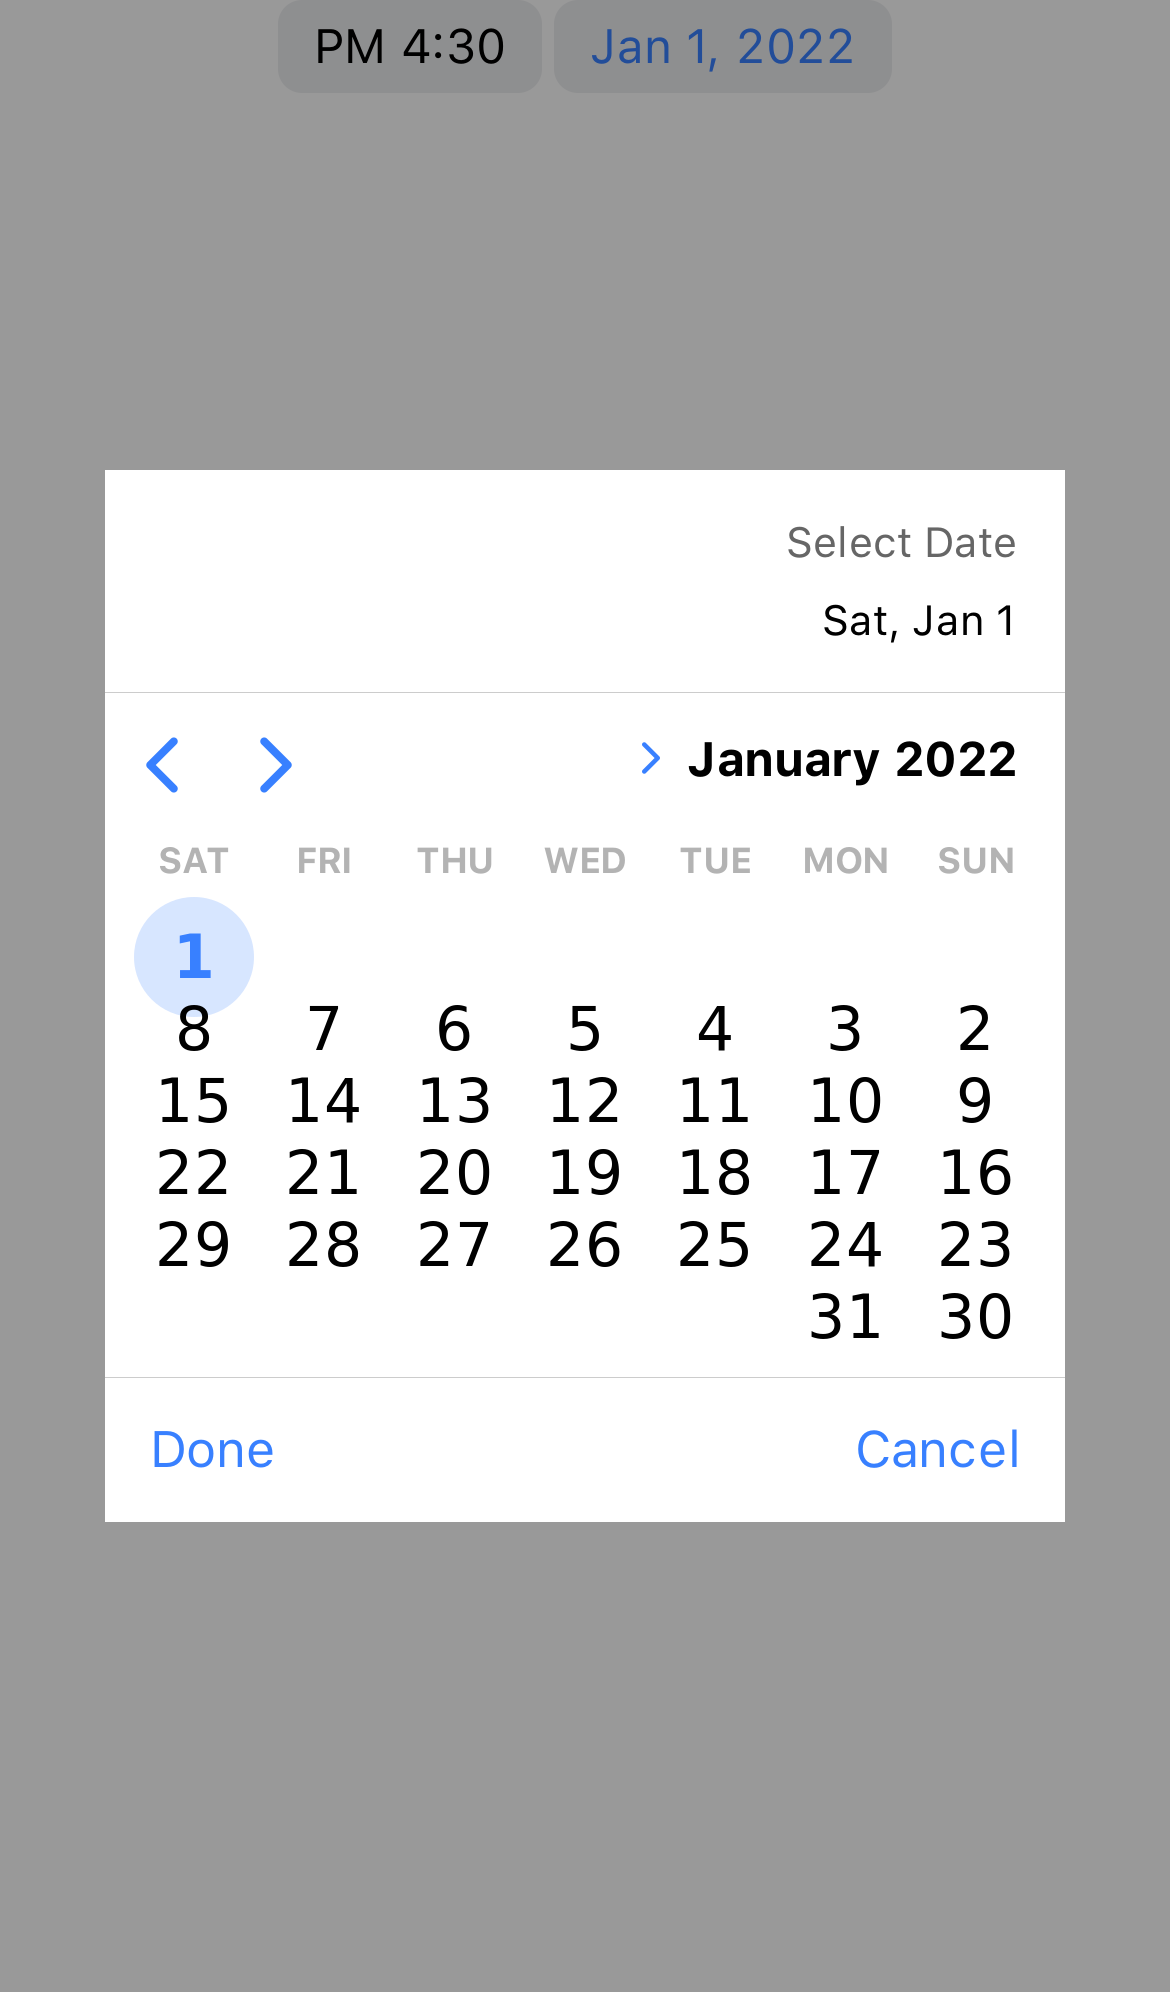 PM 4:30 Jan 1, 2022
Select Date
Sat, Jan 1
January 2022
SAT FRI THU WED TUE MON SUN
1
8 7 6 5 4 3 2
15 14 13 12 11 10 9
22 21 20 19 18 17 16
29 28 27 26 25 24 23
31 30
Done Cancel